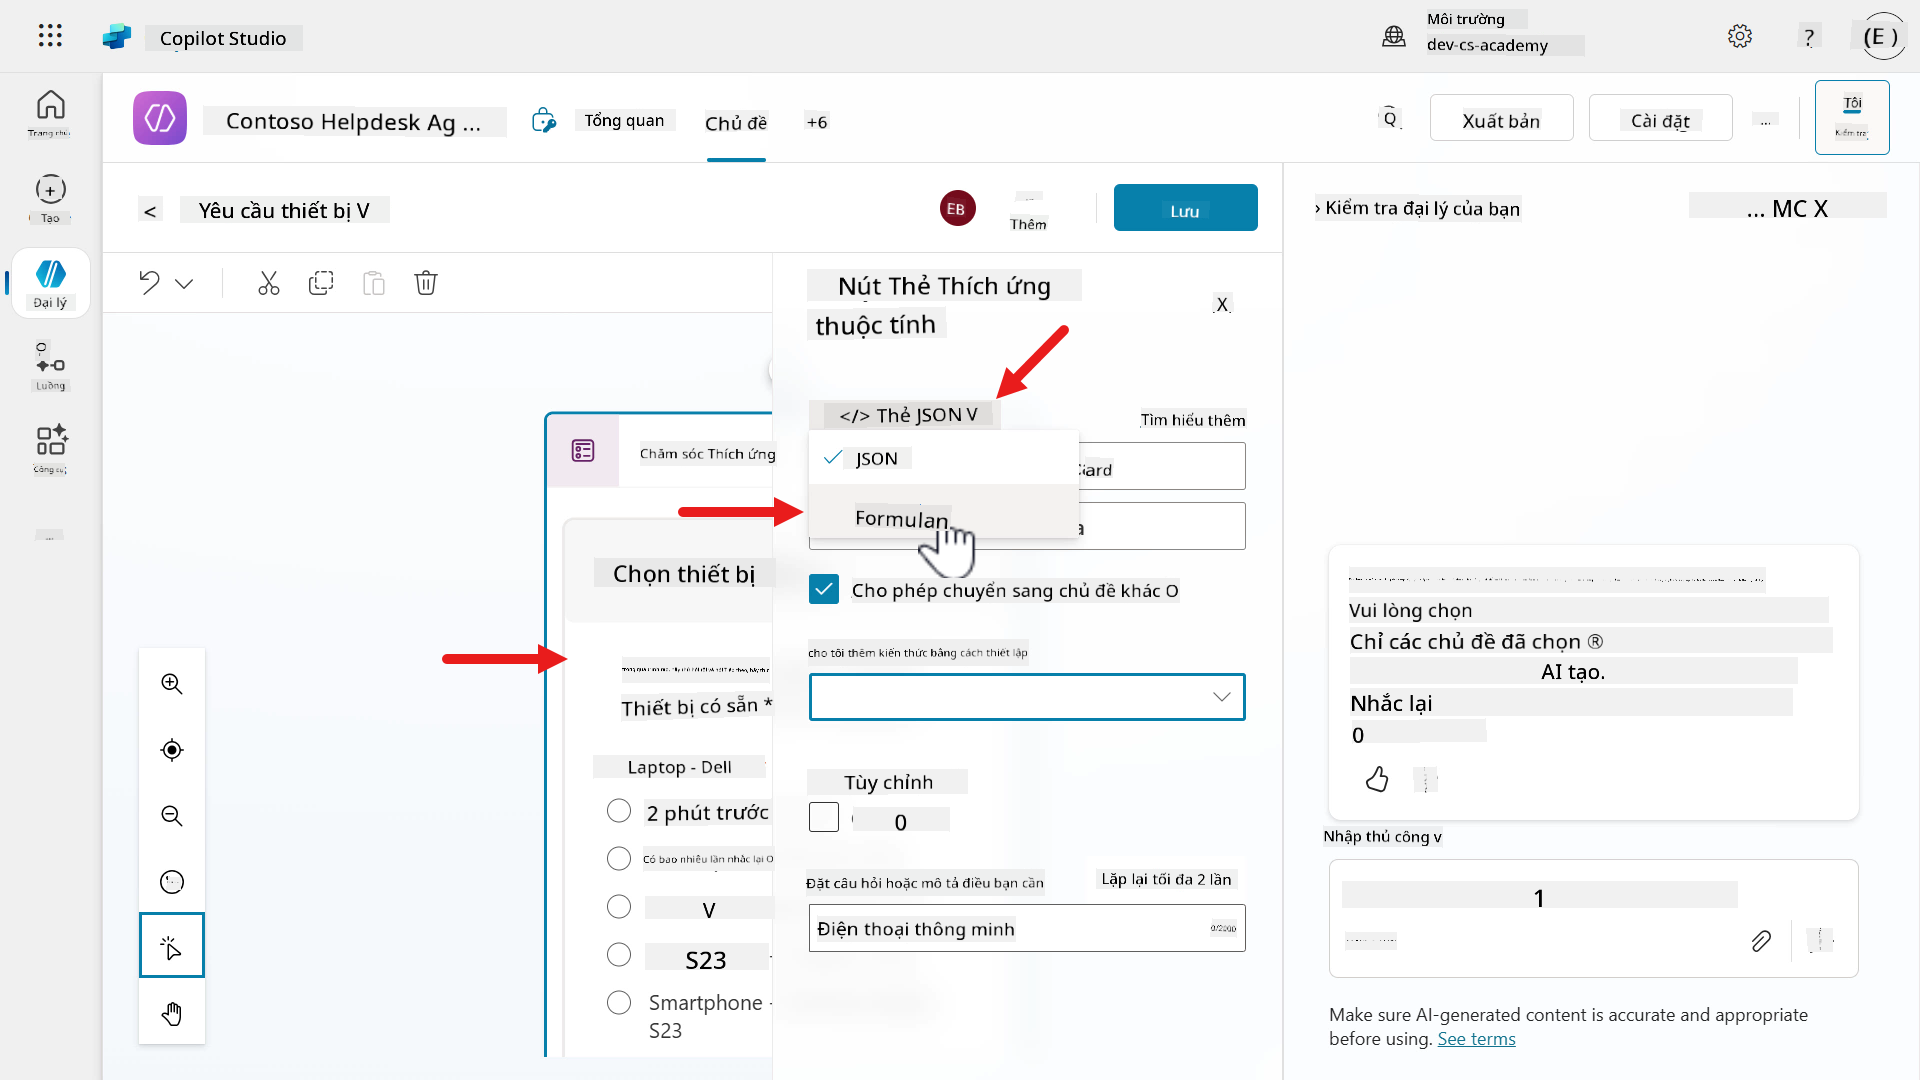 Copilot Studio
Môi trường
dev-cs-academy
?
(E )
Trang chủ
Contoso Helpdesk Ag ...
Tổng quan
Chủ đề
+6
Q
Xuất bản
Cài đặt
...
Tôi
Kiểm tra
Tạo
<
Yêu cầu thiết bị V
EB
Thêm
Lưu
› Kiểm tra đại lý của bạn
... MC X
Đại lý
Nút Thẻ Thích ứng
thuộc tính
X
Luồng
</> Thẻ JSON V
Tìm hiểu thêm
JSON
Card
Formulan
a
Công cụ
Chăm sóc Thích ứng
Chọn thiết bị
Cho phép chuyển sang chủ đề khác O
cho tôi thêm kiến thức bằng cách thiết lập
Thiết bị có sẵn *
Laptop - Dell
2 phút trước
Có bao nhiêu lần nhắc lại O
V
S23
Smartphone -
S23
Tùy chỉnh
0
Đặt câu hỏi hoặc mô tả điều bạn cần
Lặp lại tối đa 2 lần
Điện thoại thông minh
0/2000
Vui lòng chọn
Chỉ các chủ đề đã chọn ®
AI tạo.
Nhắc lại
0
Nhập thủ công v
1
Make sure AI-generated content is accurate and appropriate
before using. See terms